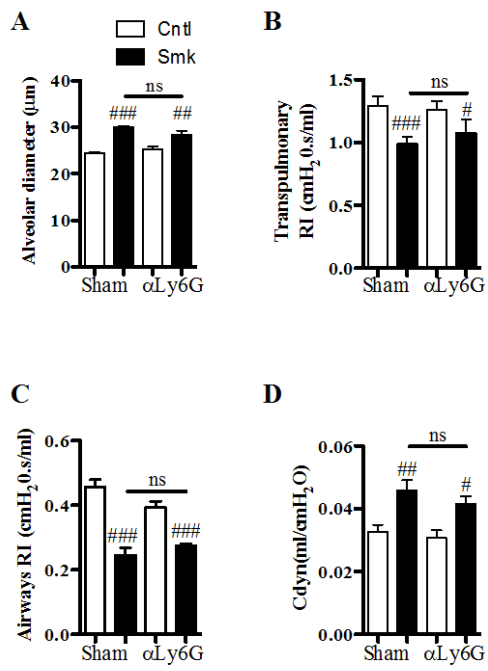 A
Cntl
Smk
Alveolar diameter (μm)
40
30
20
10
0
###
ns
##
Sham
αLy6G
B
Transpulmonary
RI (cmH₂0.s/ml)
1.5
1.0
0.5
0.0
###
ns
#
Sham
αLy6G
C
Airways RI (cmH₂0.s/ml)
0.6
0.4
0.2
0.0
###
ns
###
Sham
αLy6G
D
Cdyn(ml/cmH₂O)
0.06
0.04
0.02
0.00
##
ns
#
Sham
αLy6G